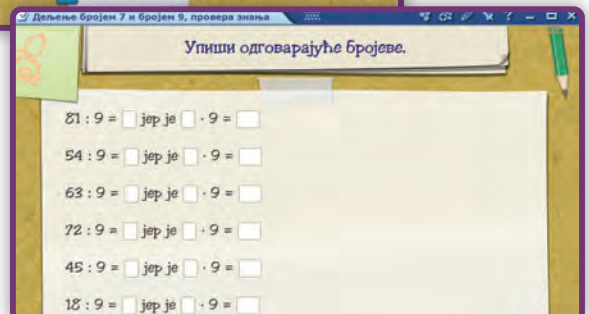 Дељење бројем 7 и бројем 9, провера знања
Упиши одговарајуће бројеве.
81 : 9 = јер је · 9 =
54 : 9 = јер је · 9 =
63 : 9 = јер је · 9 =
72 : 9 = јер је · 9 =
45 : 9 = јер је · 9 =
18 : 9 = јер је · 9 =